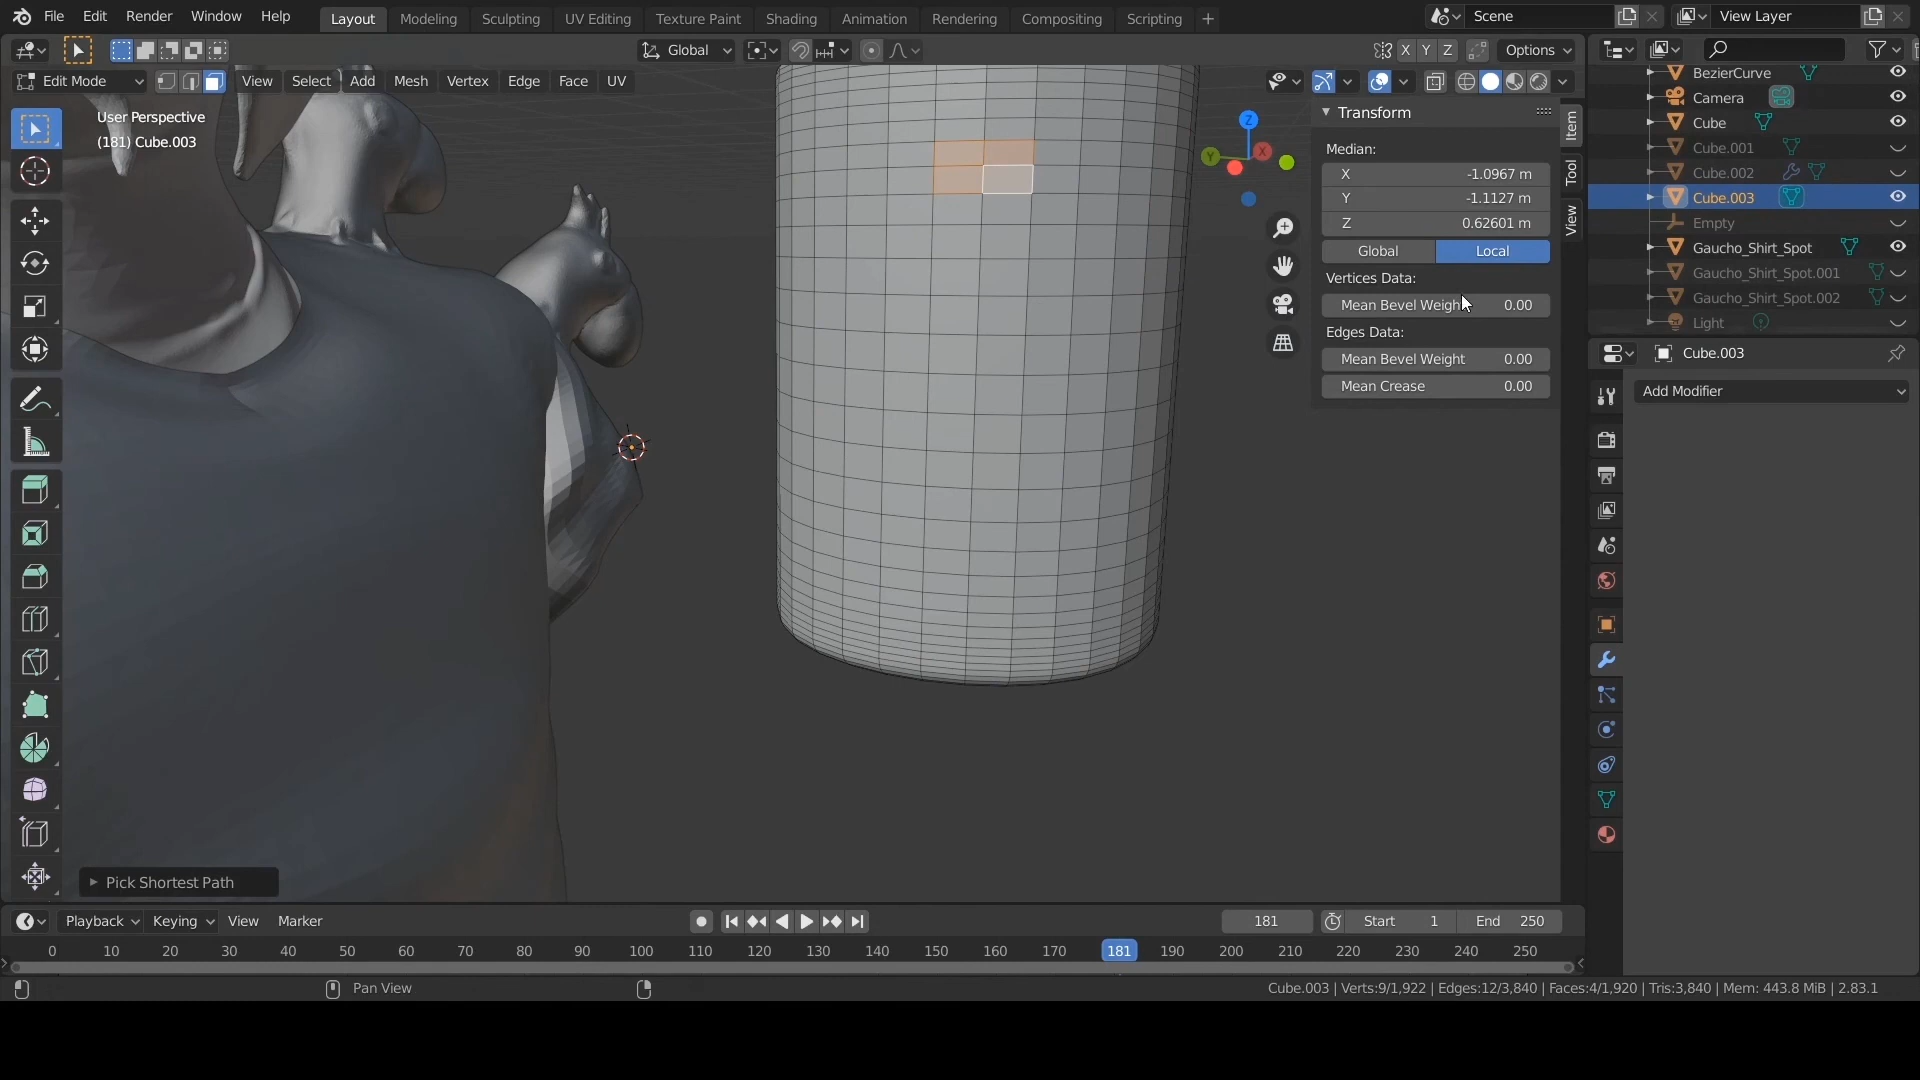 File Edit Render Window Help Layout Modeling Sculpting UV Editing Texture Paint Shading Animation Rendering Compositing Scripting + Scene View Layer
Global X Y Z Options
Edit Mode View Select Add Mesh Vertex Edge Face UV
User Perspective
(181) Cube.003
Z
Y
X
Transform
Median:
X -1.0967 m
Y -1.1127 m
Z 0.62601 m
Global Local
Vertices Data:
Mean Bevel Weight 0.00
Edges Data:
Mean Bevel Weight 0.00
Mean Crease 0.00
Item
Tool
View
BezierCurve
Camera
Cube
Cube.001
Cube.002
Cube.003
Empty
Gaucho_Shirt_Spot
Gaucho_Shirt_Spot.001
Gaucho_Shirt_Spot.002
Light
Cube.003
Add Modifier
Pick Shortest Path
Playback Keying View Marker 181 Start 1 End 250
0 10 20 30 40 50 60 70 80 90 100 110 120 130 140 150 160 170 181 190 200 210 220 230 240 250
Pan View
Cube.003 | Verts:9/1,922 | Edges:12/3,840 | Faces:4/1,920 | Tris:3,840 | Mem: 443.8 MiB | 2.83.1